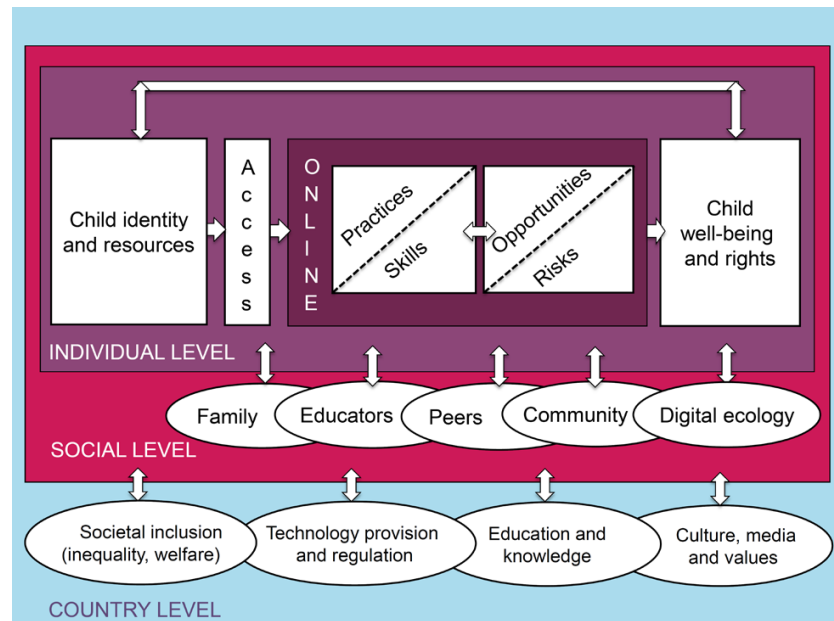 Child identity
and resources
Access
ONLINE
Practices
Skills
Opportunities
Risks
Child
well-being
and rights
INDIVIDUAL LEVEL
Family
Educators
Peers
Community
Digital ecology
SOCIAL LEVEL
Societal inclusion
(inequality, welfare)
Technology provision
and regulation
Education and
knowledge
Culture, media
and values
COUNTRY LEVEL